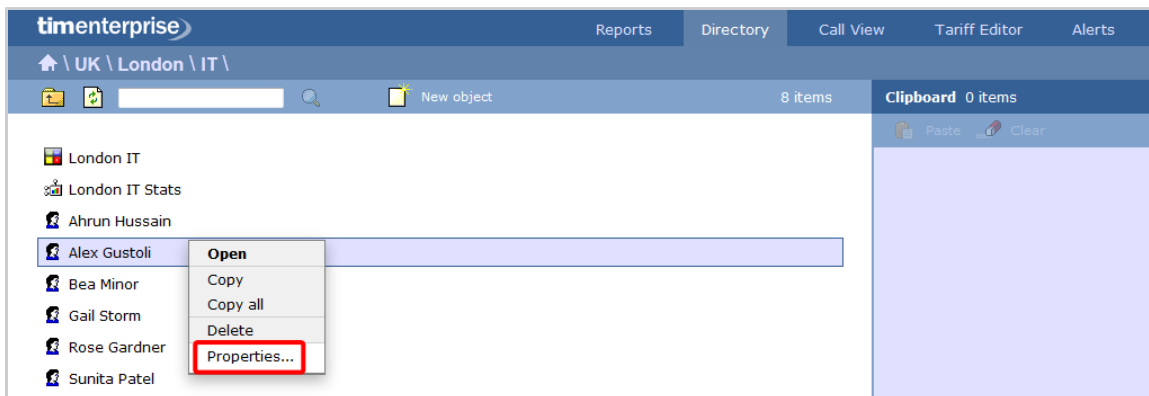 timenterprise
Reports Directory Call View Tariff Editor Alerts
\ UK \ London \ IT \
New object 8 items Clipboard 0 items
Paste Clear
London IT
London IT Stats
Ahrun Hussain
Alex Gustoli
Bea Minor
Gail Storm
Rose Gardner
Sunita Patel
Open
Copy
Copy all
Delete
Properties...